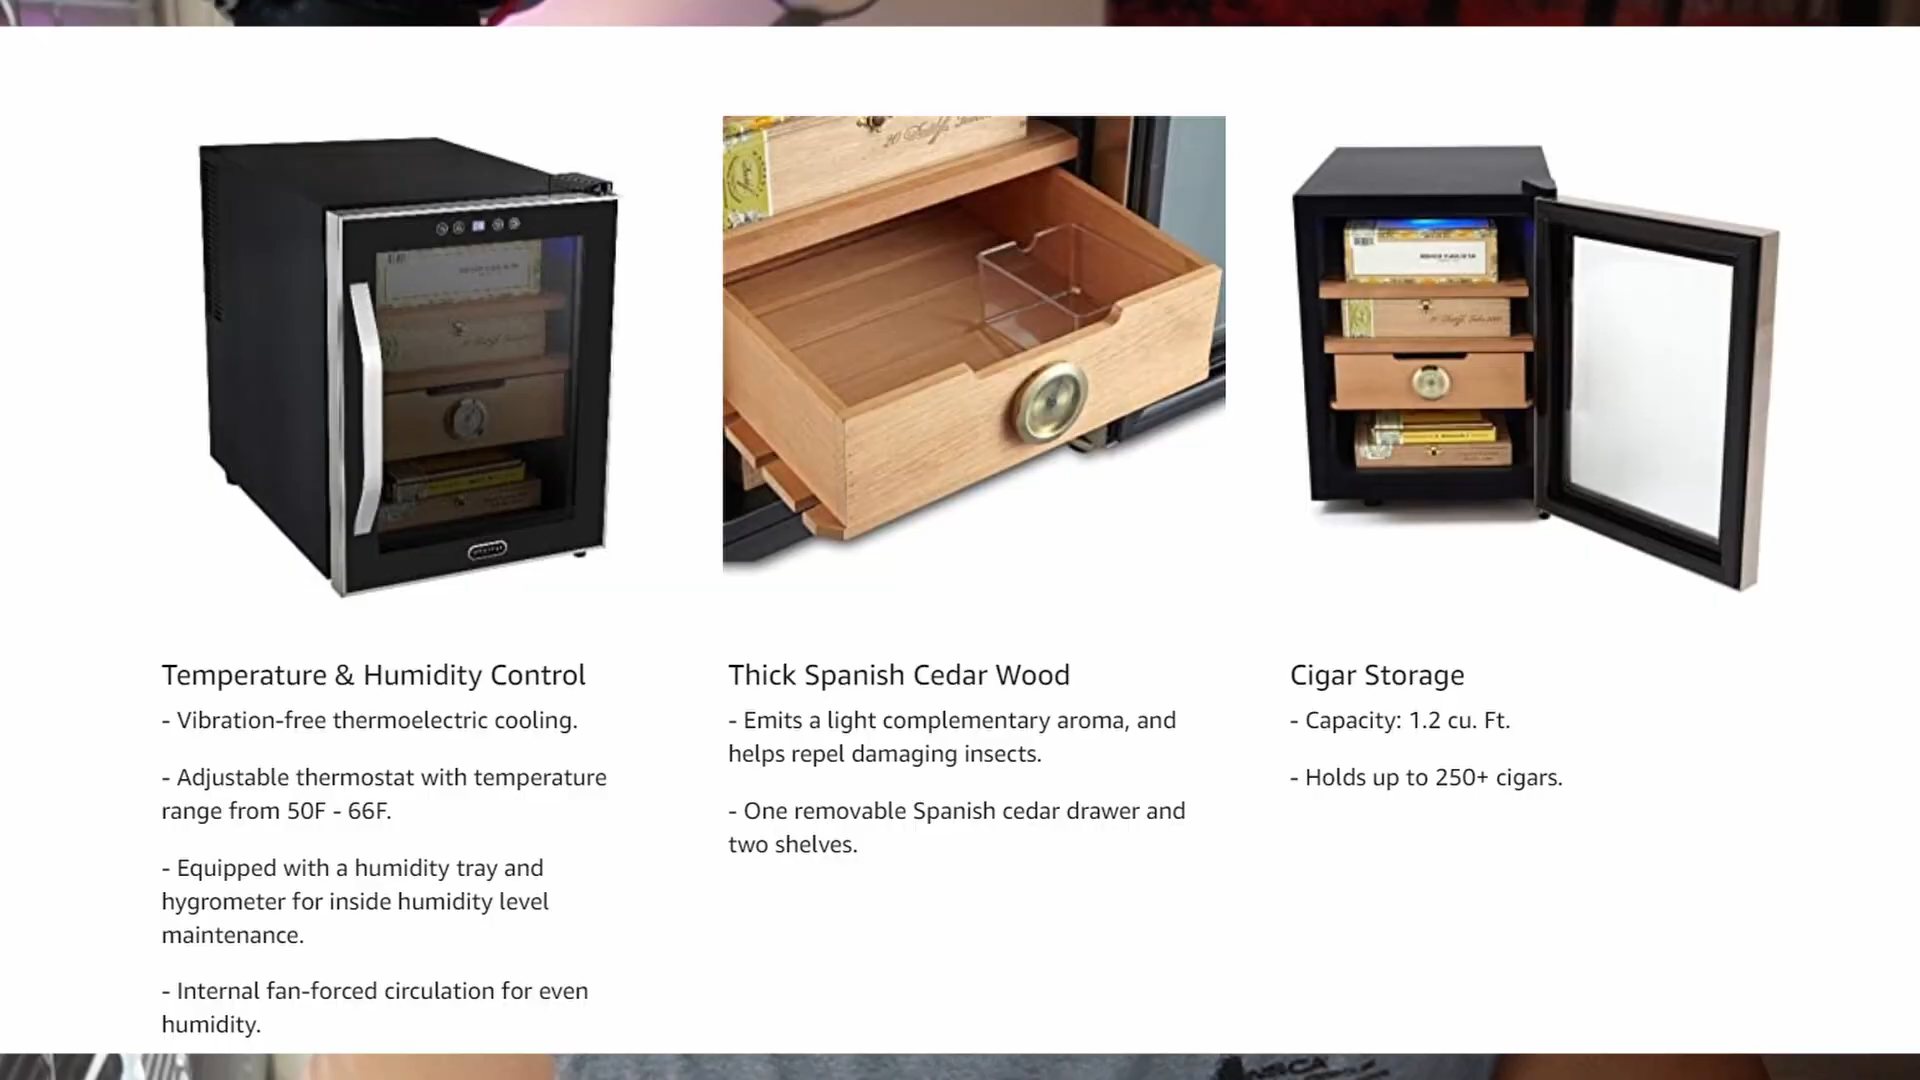 Temperature & Humidity Control
- Vibration-free thermoelectric cooling.
- Adjustable thermostat with temperature
range from 50F - 66F.
- Equipped with a humidity tray and
hygrometer for inside humidity level
maintenance.
- Internal fan-forced circulation for even
humidity.
Thick Spanish Cedar Wood
- Emits a light complementary aroma, and
helps repel damaging insects.
- One removable Spanish cedar drawer and
two shelves.
Cigar Storage
- Capacity: 1.2 cu. Ft.
- Holds up to 250+ cigars.